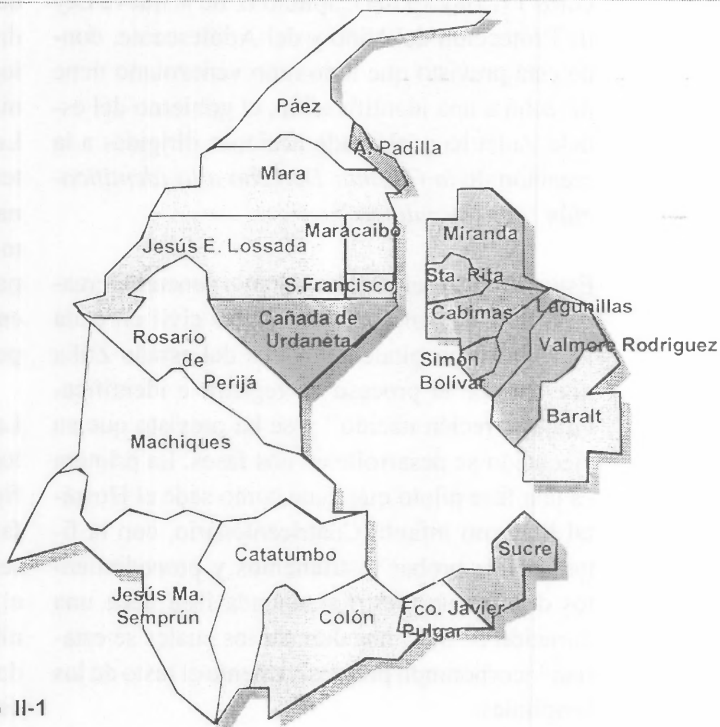 Páez
A. Padilla
Mara
Maracaibo
Miranda
Jesús E. Lossada
Sta. Rita
S.Francisco
Cabimas
Lagunillas
Cañada de
Urdaneta
Valmore Rodriguez
Rosario
de
Perijá
Simón
Bolívar
Baralt
Machiques
Sucre
Catatumbo
Jesús Ma.
Semprún
Colón
Fco. Javier
Pulgar
II-1